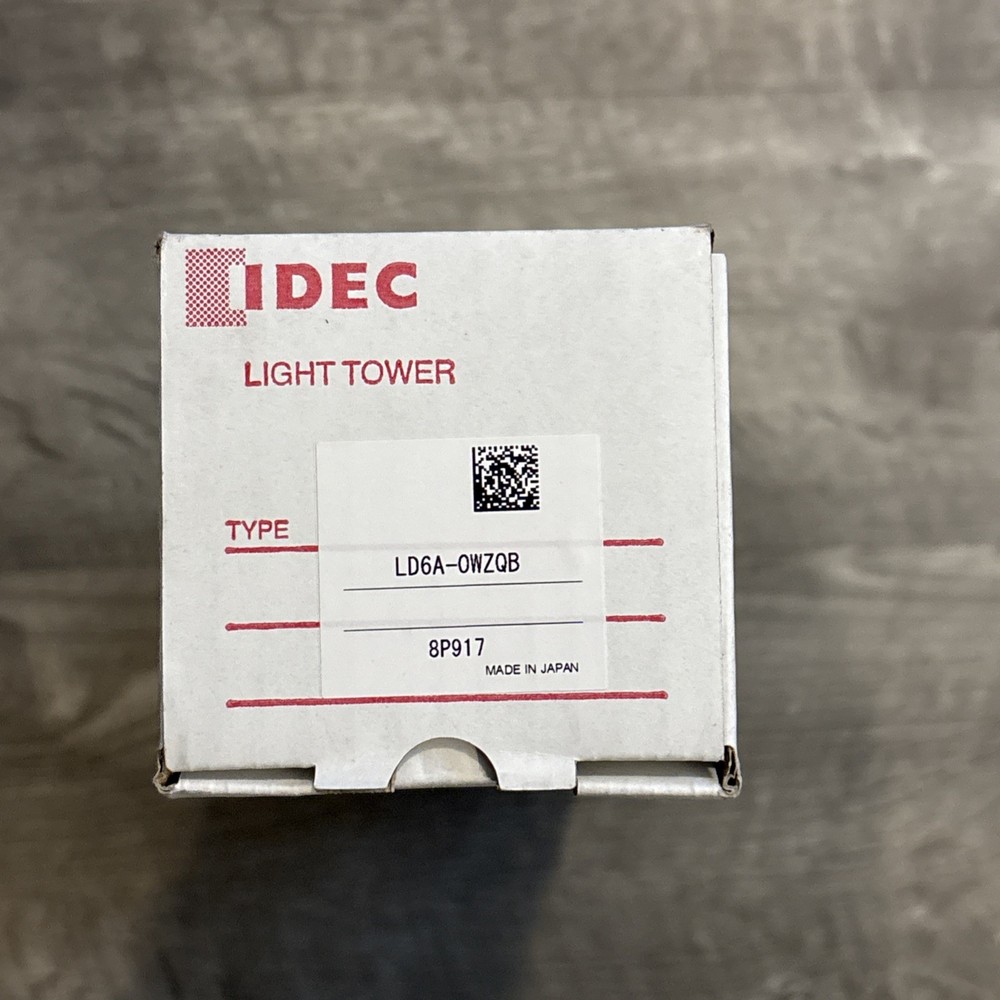 IDEC
LIGHT TOWER
TYPE
LD6A-0WZQB
8P917
MADE IN JAPAN